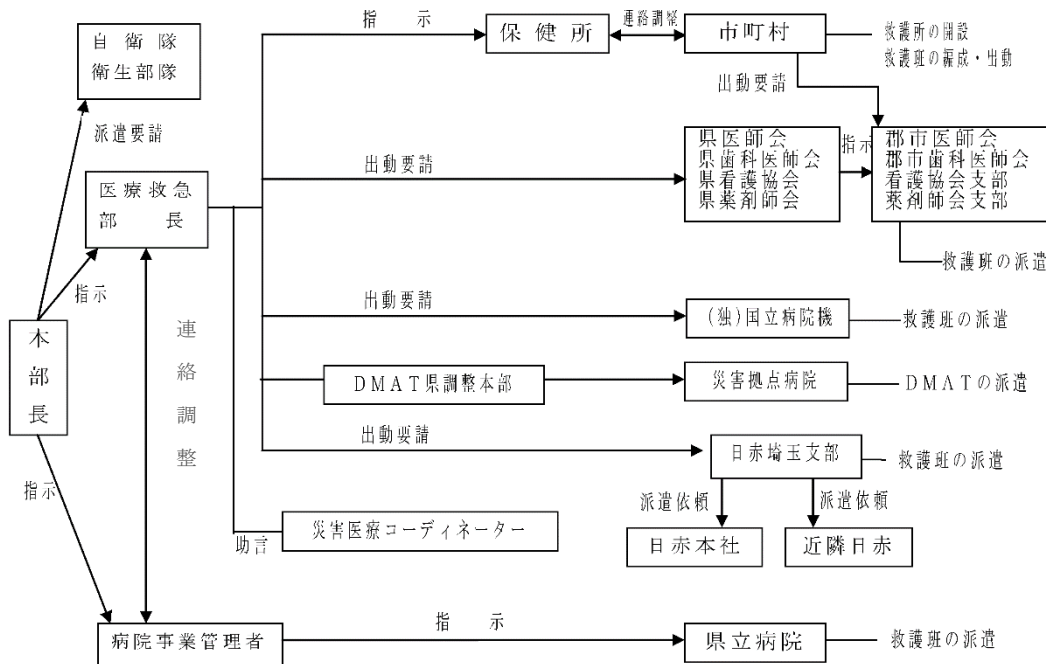 自衛隊
衛生部隊
派遣要請
医療救急
部長
指示
本部長
指示
連絡調整
病院事業管理者
指示
保健所
連絡調整
市町村
救護所の開設
救護班の編成・出動
出動要請
出動要請
県医師会
県歯科医師会
県看護協会
県薬剤師会
指示
郡市医師会
郡市歯科医師会
看護協会支部
薬剤師会支部
救護班の派遣
出動要請
(独)国立病院機
救護班の派遣
DMAT県調整本部
災害拠点病院
DMATの派遣
出動要請
日赤埼玉支部
救護班の派遣
派遣依頼
派遣依頼
日赤本社
近隣日赤
助言
災害医療コーディネーター
指示
県立病院
救護班の派遣